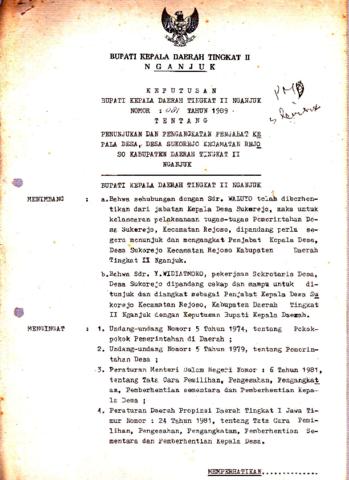 BUPATI KEPALA DAERAH TINGKAT II
N G A N J U K
K E P U T U S A N
BUPATI KEPALA DAERAH TINGKAT II NGANJUK
NOMOR : 021 TAHUN 1989
T E N T A N G
PENUNJUKAN DAN PENGANGKATAN PENJABAT KE
PALA DESA, DESA SUKOREJO KECAMATAN REJO
SO KABUPATEN DAERAH TINGKAT II
NGANJUK
BUPATI KEPALA DAERAH TINGKAT II NGANJUK
MENIMBANG : a. Bahwa sehubungan dengan Sdr. WALUYO telah diberhen-
tikan dari jabatan Kepala Desa Sukorejo, maka untuk
kelancaran pelaksanaan tugas-tugas Pemerintahan De-
sa Sukorejo, Kecamatan Rejoso, dipandang perlu se-
gera menunjuk dan mengangkat Penjabat Kepala Desa,
Desa Sukorejo Kecamatan Rejoso Kabupaten Daerah
Tingkat II Nganjuk.
b. Bahwa Sdr. Y.WIDIATMOKO, pekerjaan Sekretaris Desa,
Desa Sukorejo dipandang cakap dan mampu untuk di-
tunjuk dan diangkat sebagai Penjabat Kepala Desa Su
korejo Kecamatan Rejoso, Kabupaten Daerah Tingkat
II Nganjuk dengan Keputusan Bupati Kepala Daerah.
MENGINGAT : 1. Undang-undang Nomor: 5 Tahun 1974, tentang Pokok-
pokok Pemerintahan di Daerah ;
2. Undang-undang Nomor: 5 Tahun 1979, tentang Pemerin-
tahan Desa ;
3. Peraturan Menteri Dalam Negeri Nomor : 6 Tahun 1981,
tentang Tata Cara Pemilihan, Pengesahan, Pengangkat
an, Pemberhentian sementara dan Pemberhentian Kepa-
la Desa ;
4. Peraturan Daerah Propinsi Daerah Tingkat I Jawa Ti-
mur Nomor : 24 Tahun 1981, tentang Tata Cara Pemi-
lihan, Pengesahan, Pengangkatan, Pemberhentian Se-
mentara dan Pemberhentian Kepala Desa.
MEMPERHATIKAN.............